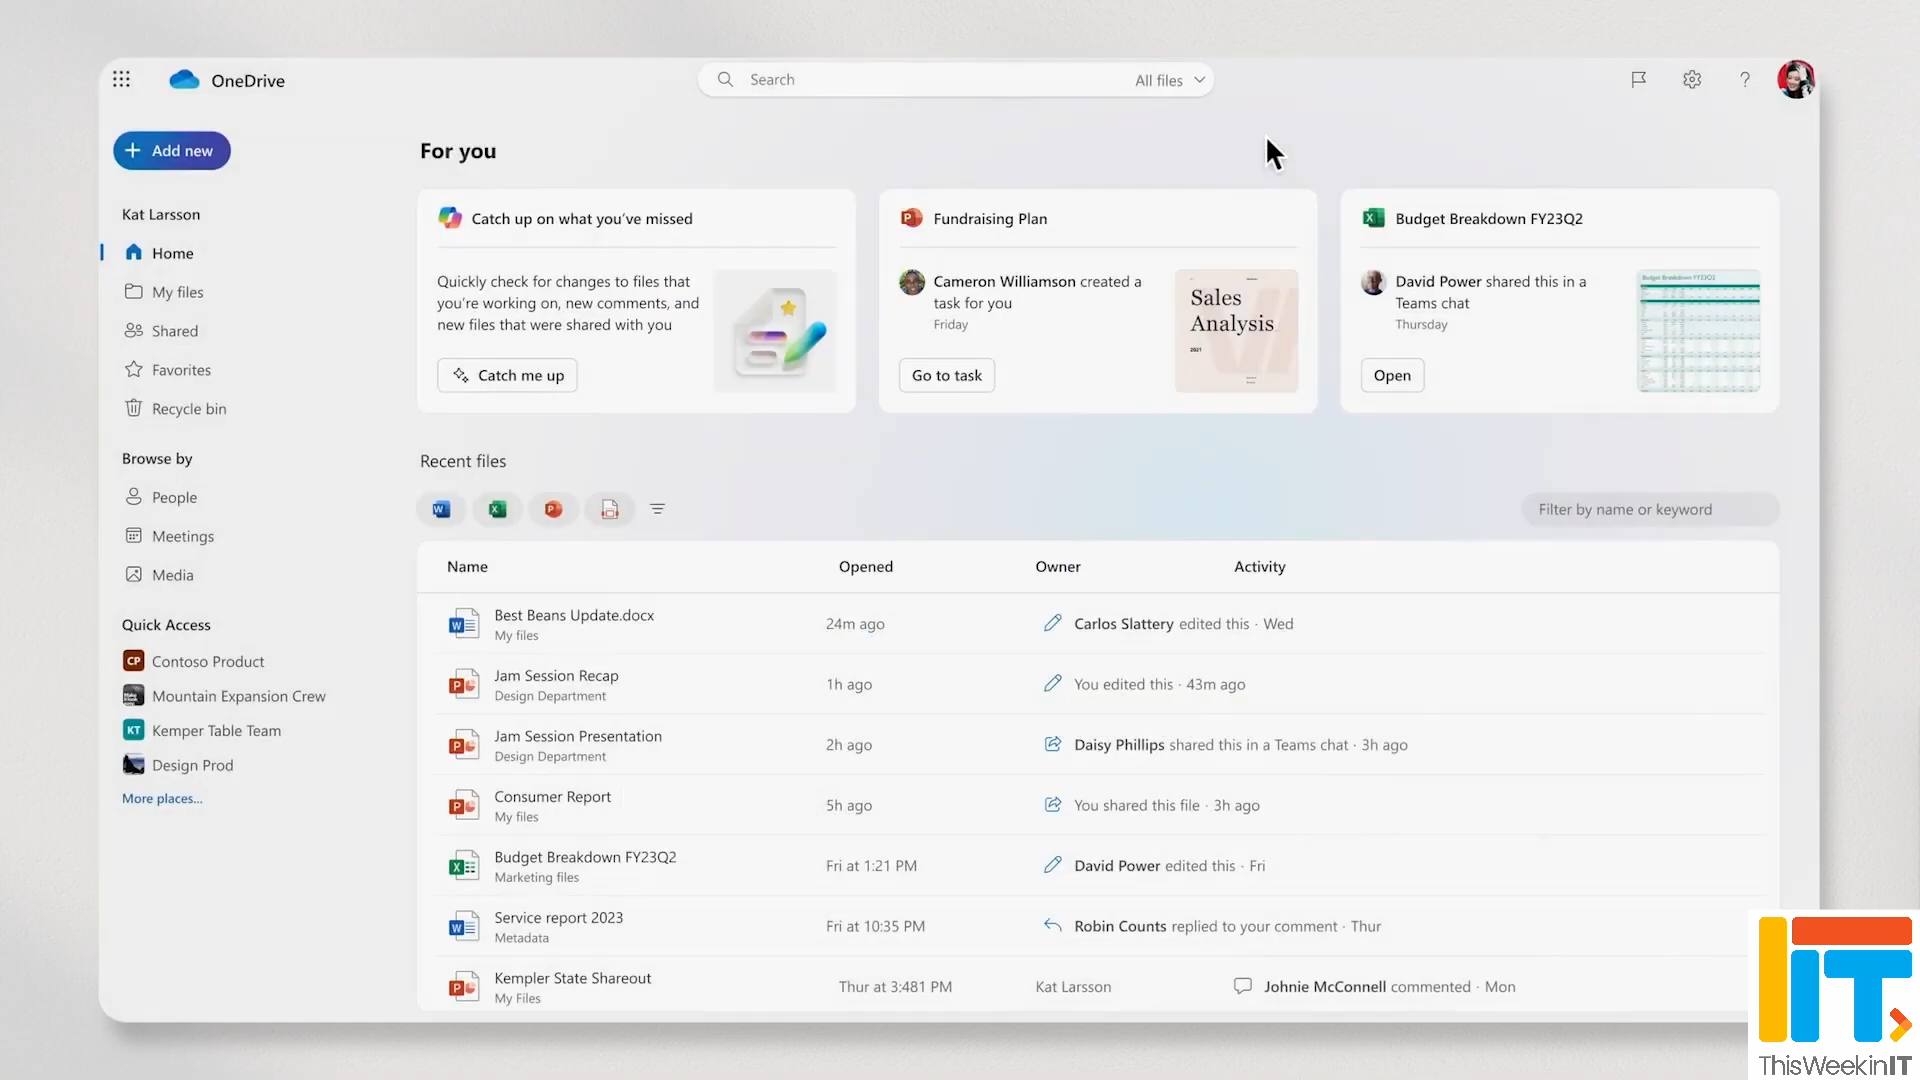 OneDrive
Search
All files
?
Add new
Kat Larsson
Home
My files
Shared
Favorites
Recycle bin
Browse by
People
Meetings
Media
Quick Access
CP Contoso Product
Mountain Expansion Crew
KT Kemper Table Team
Design Prod
More places...
For you
Catch up on what you've missed
Quickly check for changes to files that
you're working on, new comments, and
new files that were shared with you
Catch me up
Fundraising Plan
Cameron Williamson created a
task for you
Friday
Go to task
Sales
Analysis
2021
Budget Breakdown FY23Q2
David Power shared this in a
Teams chat
Thursday
Open
Budget Breakdown FY23Q2
Recent files
Filter by name or keyword
Name Opened Owner Activity
Best Beans Update.docx
My files
24m ago
Carlos Slattery edited this · Wed
Jam Session Recap
Design Department
1h ago
You edited this · 43m ago
Jam Session Presentation
Design Department
2h ago
Daisy Phillips shared this in a Teams chat · 3h ago
Consumer Report
My files
5h ago
You shared this file · 3h ago
Budget Breakdown FY23Q2
Marketing files
Fri at 1:21 PM
David Power edited this · Fri
Service report 2023
Metadata
Fri at 10:35 PM
Robin Counts replied to your comment · Thur
Kempler State Shareout
My Files
Thur at 3:481 PM
Kat Larsson
Johnie McConnell commented · Mon
IT
ThisWeekinIT